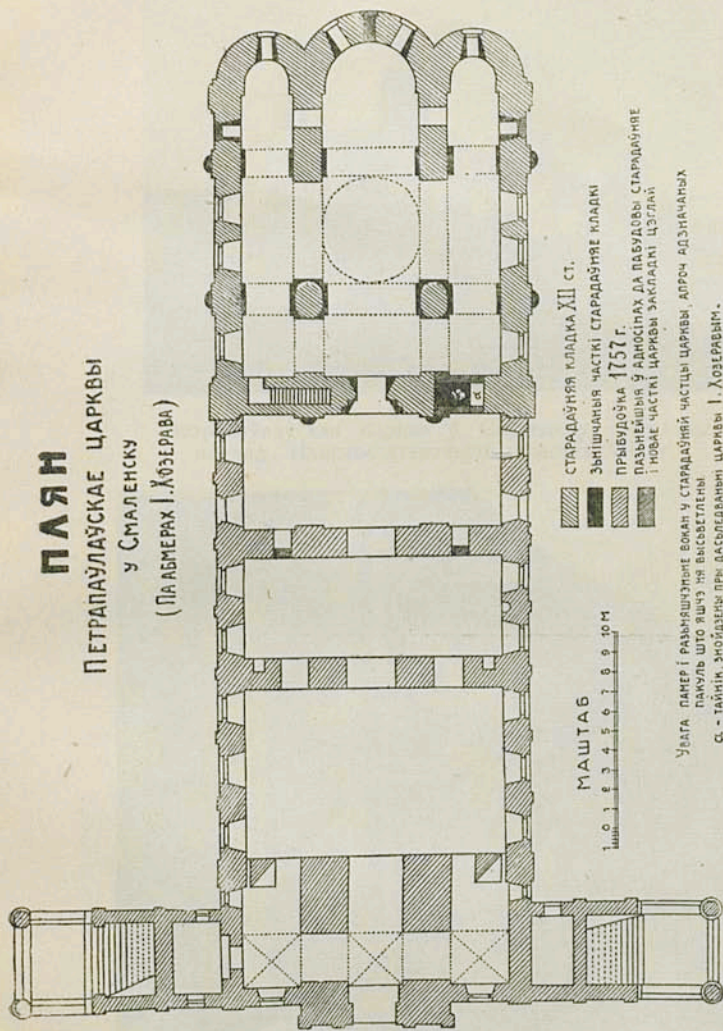 ПЛЯН
ПЕТРАПАЎЛАЎСКАЕ ЦАРКВЫ
У СМАЛЕНСКУ
(ПА АБМЕРАХ І.ХОЗЕРАВА)
СТАРАДАЎНЯЯ КЛАДКА XII СТ.
ЗЬНІШЧАНЫЯ ЧАСТКІ СТАРАДАЎНЯЕ КЛАДКІ
ПРЫБУДОЎКА 1757 г.
ПАЗЬНЕЙШЫЯ Ў АДНОСІНАХ ДА ПАБУДОВЫ СТАРАДАЎНЯЕ
І НОВАЕ ЧАСТКІ ЦАРКВЫ ЗАКЛАДКІ ЦЭГЛАЙ
МАШТАБ
1 0 1 2 3 4 5 6 7 8 9 10 М
УВАГА ПАМЕР І РАЗЬМЯШЧЭНЬНЕ ВОКАН У СТАРАДАЎНЯЙ ЧАСТЦЫ ЦАРКВЫ, АПРОЧ АДЗНАЧАНЫХ
ПАКУЛЬ ШТО ЯШЧЭ НЯ ВЫСЬВЕТЛЕНЫ.
α - ТАЙНІК ЗНОЙДЗЕНЫ ПРЫ ДАСЬЛЕДВАНЬНІ ЦАРКВЫ І.ХОЗЕРАВЫМ.
α